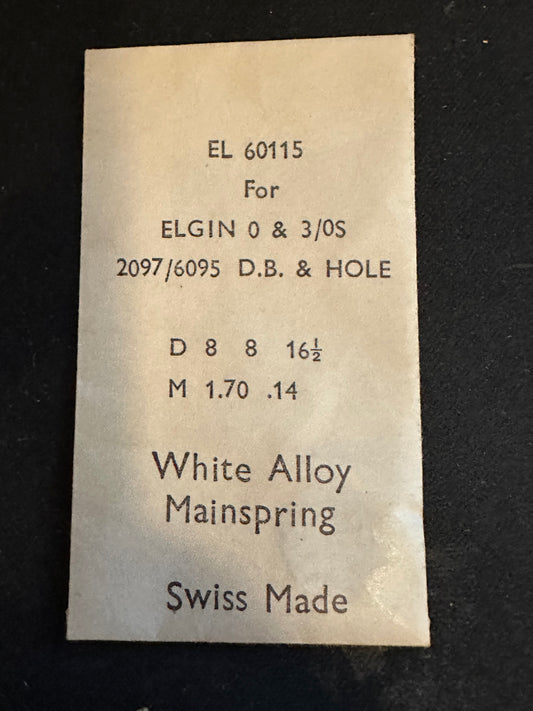 EL 60115
For
ELGIN 0 & 3/0S
2097/6095 D.B. & HOLE
D 8 8 16½
M 1.70 .14
White Alloy
Mainspring
Swiss Made